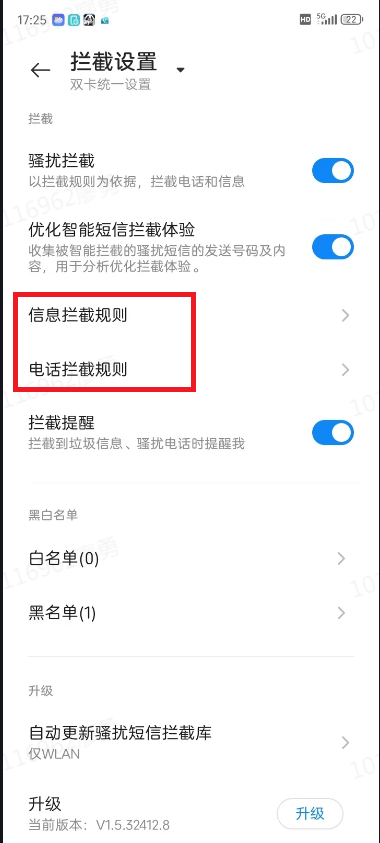 17:25 HD 5G 22
拦截设置
双卡统一设置
拦截
骚扰拦截
以拦截规则为依据，拦截电话和信息
优化智能短信拦截体验
收集被智能拦截的骚扰短信的发送号码及内
容，用于分析优化拦截体验。
信息拦截规则
电话拦截规则
拦截提醒
拦截到垃圾信息、骚扰电话时提醒我
黑白名单
白名单(0)
黑名单(1)
升级
自动更新骚扰短信拦截库
仅WLAN
升级
当前版本：V1.5.32412.8
升级